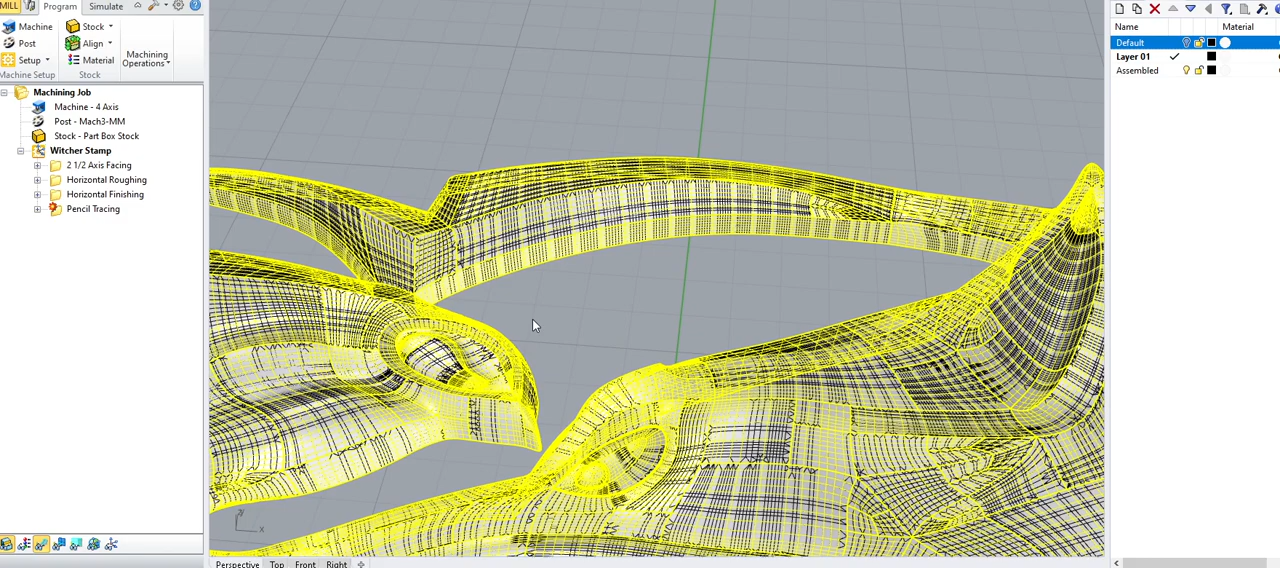 MILL Program Simulate
Machine
Post
Setup
Machine Setup
Stock
Align
Material
Stock
Machining
Operations
Machining Job
Machine - 4 Axis
Post - Mach3-MM
Stock - Part Box Stock
Witcher Stamp
2 1/2 Axis Facing
Horizontal Roughing
Horizontal Finishing
Pencil Tracing
x
Perspective Top Front Right
Name Material
Default
Layer 01
Assembled